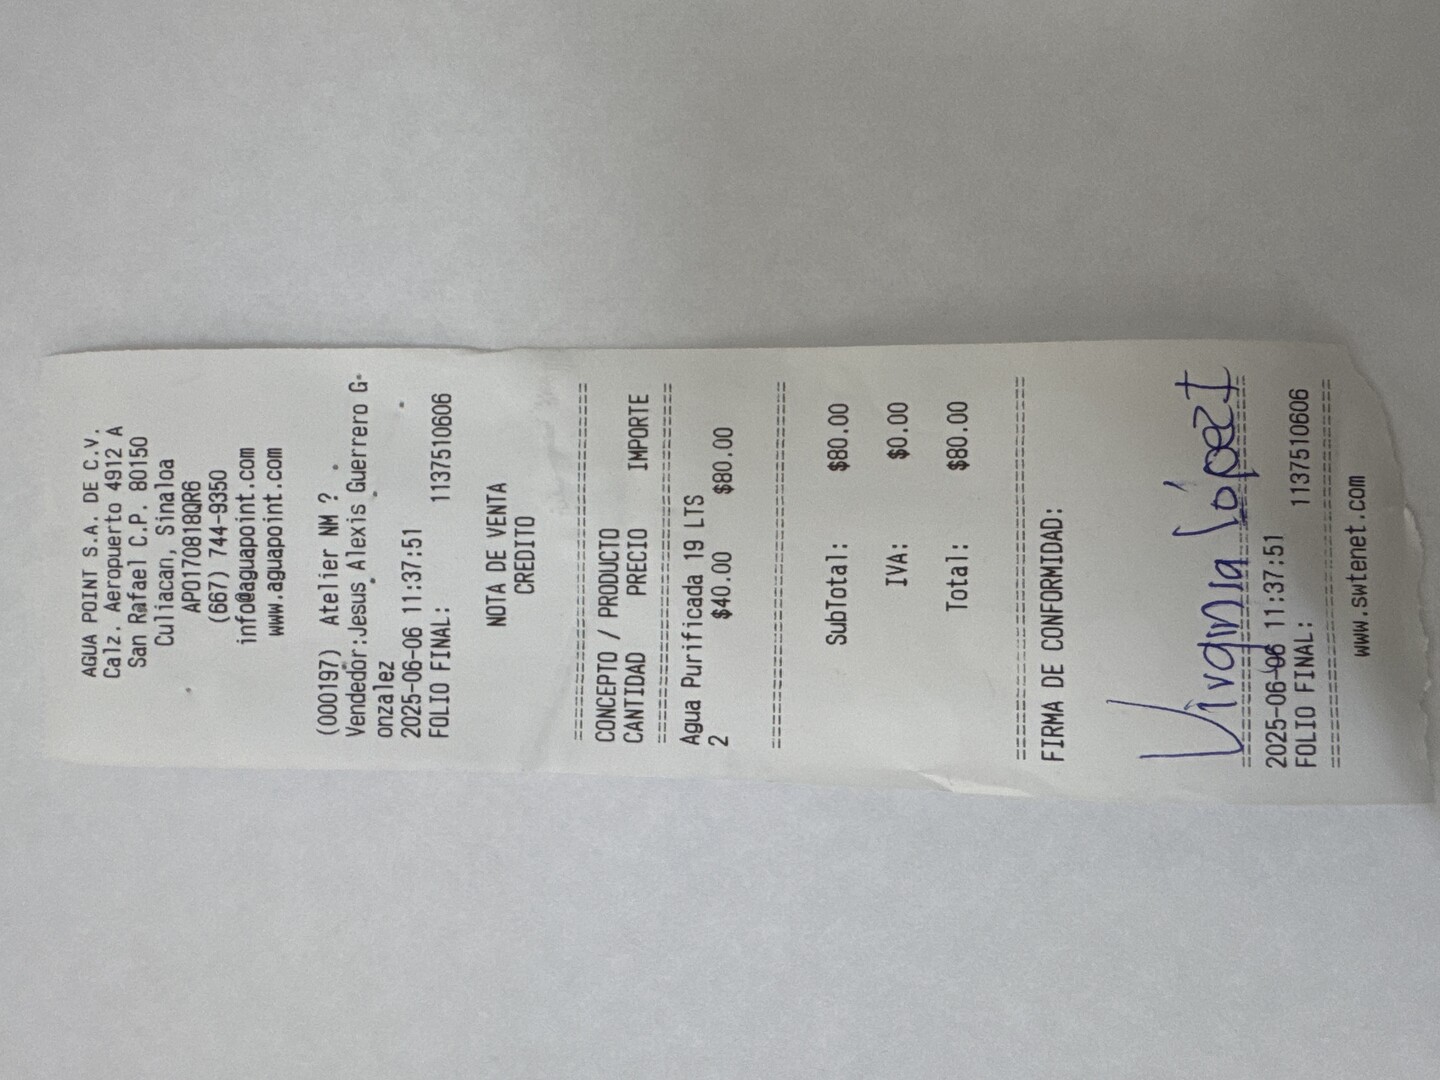 AGUA POINT S.A. DE C.V.
Calz. Aeropuerto 4912 A
San Rafael C.P. 80150
Culiacan, Sinaloa
APO170818QR6
(667) 744-9350
info@aguapoint.com
www.aguapoint.com
(000197) Atelier NM ?
Vendedor:Jesus Alexis Guerrero G
onzalez
2025-06-06 11:37:51
FOLIO FINAL: 1137510606
NOTA DE VENTA
CREDITO
================================
CONCEPTO / PRODUCTO
CANTIDAD PRECIO IMPORTE
================================
Agua Purificada 19 LTS
2 $40.00 $80.00
================================
SubTotal: $80.00
IVA: $0.00
Total: $80.00
================================
FIRMA DE CONFORMIDAD:
Virginia López I
================================
2025-06-06 11:37:51
FOLIO FINAL: 1137510606
================================
www.swtenet.com